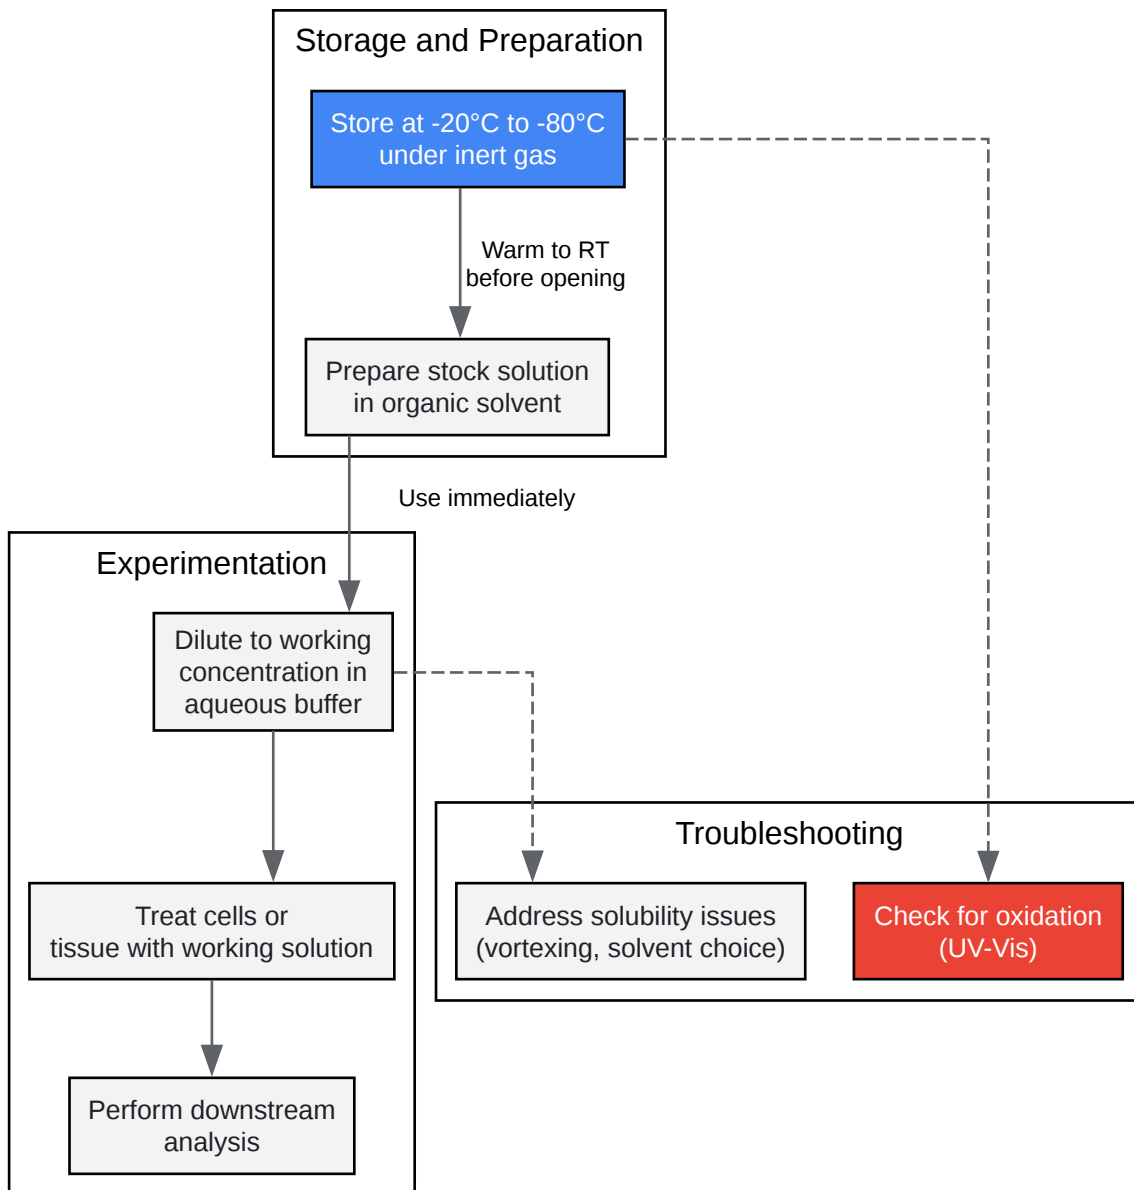 Storage and Preparation
Store at -20°C to -80°C
under inert gas
Warm to RT
before opening
Prepare stock solution
in organic solvent
Use immediately
Experimentation
Dilute to working
concentration in
aqueous buffer
Treat cells or
tissue with working solution
Perform downstream
analysis
Troubleshooting
Address solubility issues
(vortexing, solvent choice)
Check for oxidation
(UV-Vis)